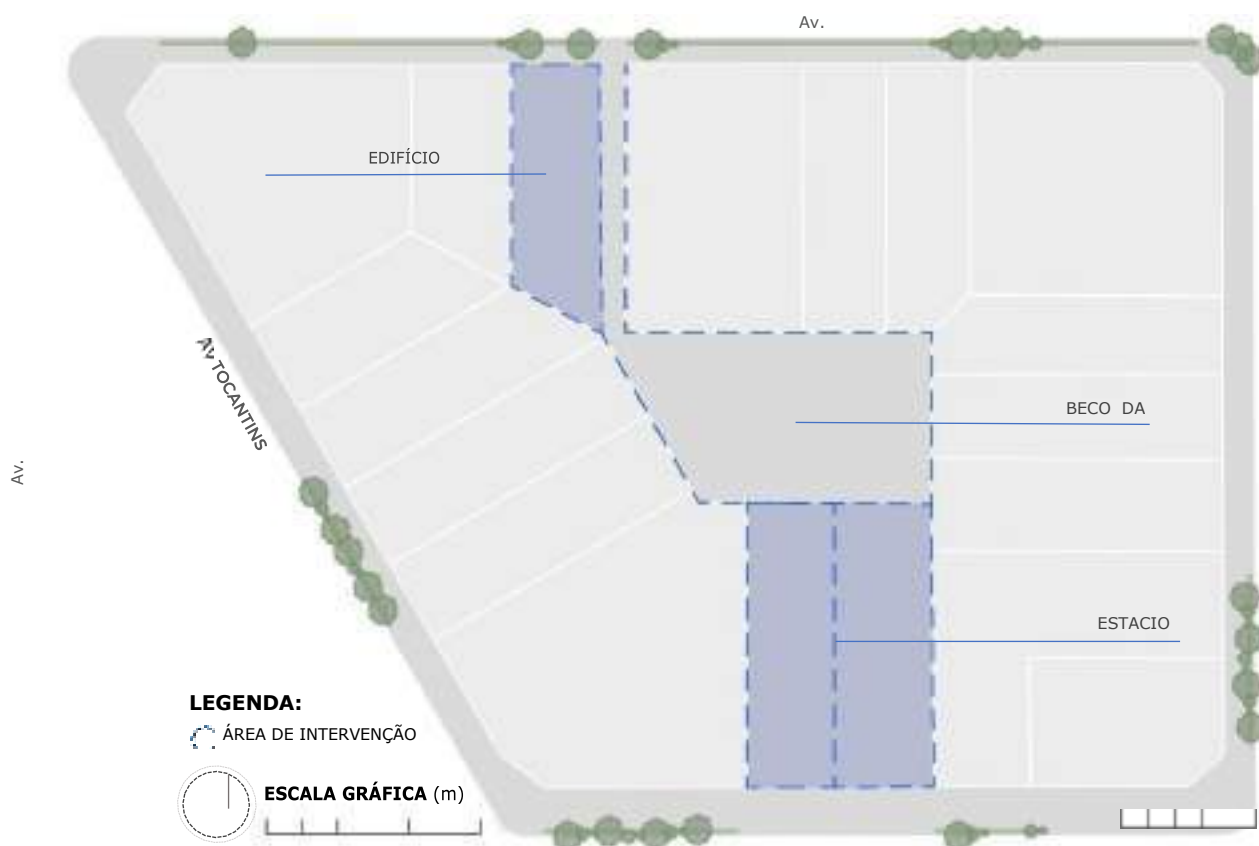 Av.
EDIFÍCIO
Av TOCANTINS
BECO DA
Av.
ESTACIO
LEGENDA:
ÁREA DE INTERVENÇÃO
ESCALA GRÁFICA (m)